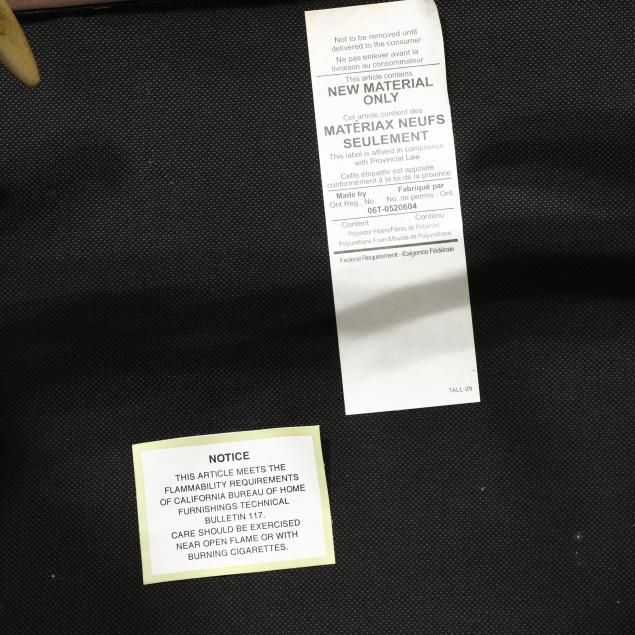 Not to be removed until
delivered to the consumer
Ne pas enlever avant la
livraison au consommateur
This article contains
NEW MATERIAL
ONLY
Cet article contient des
MATÉRIAX NEUFS
SEULEMENT
This label is affixed in compliance
with Provincial Law
Cette étiquette est apposée
conformément á la loi de la province
Made by Fabriqué par
Ont.Reg. No. No. de permis. Ont.
06T-0520604
Content Contenu
Polyester Fibers/Fibres de Polyester
Polyurethane Foam/Mousse de Polyurethane
Federal Requirement - Exigence Fédérale
TALL-29
NOTICE
THIS ARTICLE MEETS THE
FLAMMABILITY REQUIREMENTS
OF CALIFORNIA BUREAU OF HOME
FURNISHINGS TECHNICAL
BULLETIN 117.
CARE SHOULD BE EXERCISED
NEAR OPEN FLAME OR WITH
BURNING CIGARETTES.